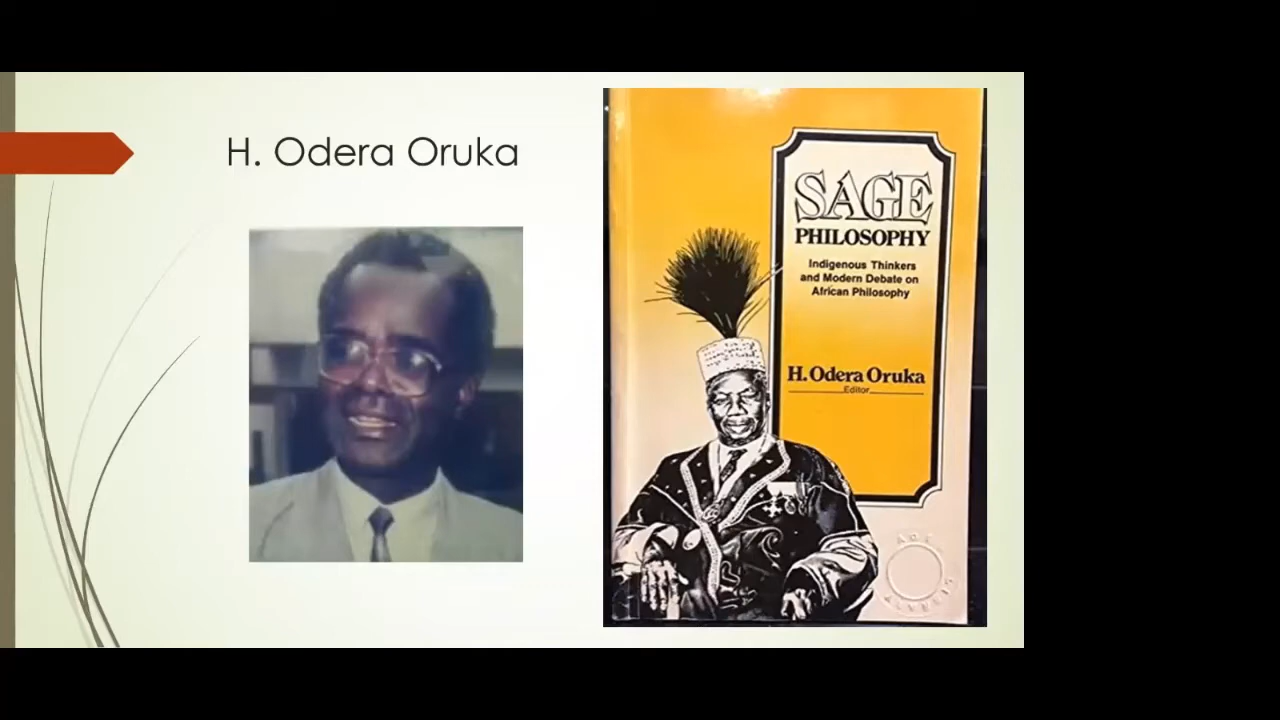 H. Odera Oruka
SAGE
PHILOSOPHY
Indigenous Thinkers
and Modern Debate on
African Philosophy
H. Odera Oruka
Editor